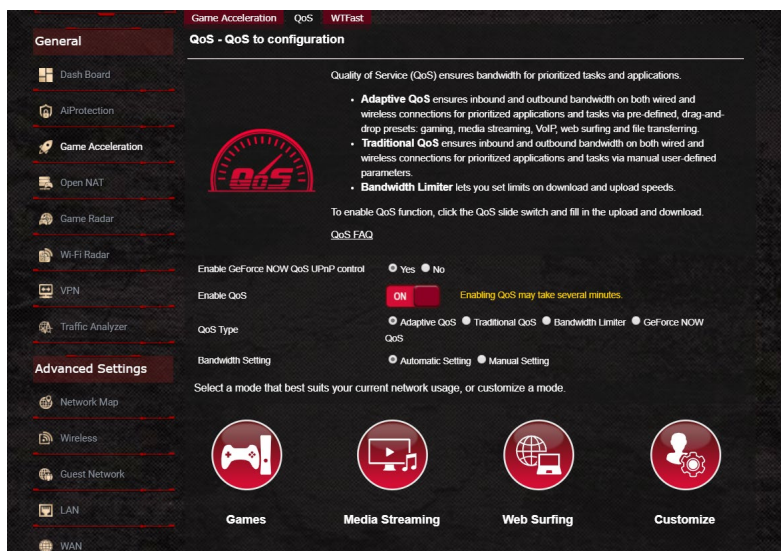 Game Acceleration QoS WTFast
General
QoS - QoS to configuration
Dash Board
AiProtection
Game Acceleration
Open NAT
Game Radar
Wi-Fi Radar
VPN
Traffic Analyzer
Advanced Settings
Network Map
Wireless
Guest Network
LAN
WAN
QoS
Quality of Service (QoS) ensures bandwidth for prioritized tasks and applications.
• Adaptive QoS ensures inbound and outbound bandwidth on both wired and
wireless connections for prioritized applications and tasks via pre-defined, drag-and-
drop presets: gaming, media streaming, VoIP, web surfing and file transferring.
• Traditional QoS ensures inbound and outbound bandwidth on both wired and
wireless connections for prioritized applications and tasks via manual user-defined
parameters.
• Bandwidth Limiter lets you set limits on download and upload speeds.
To enable QoS function, click the QoS slide switch and fill in the upload and download.
QoS FAQ
Enable GeForce NOW QoS UPnP control Yes No
Enable QoS ON Enabling QoS may take several minutes.
QoS Type Adaptive QoS Traditional QoS Bandwidth Limiter GeForce NOW
QoS
Bandwidth Setting Automatic Setting Manual Setting
Select a mode that best suits your current network usage, or customize a mode.
Games Media Streaming Web Surfing Customize